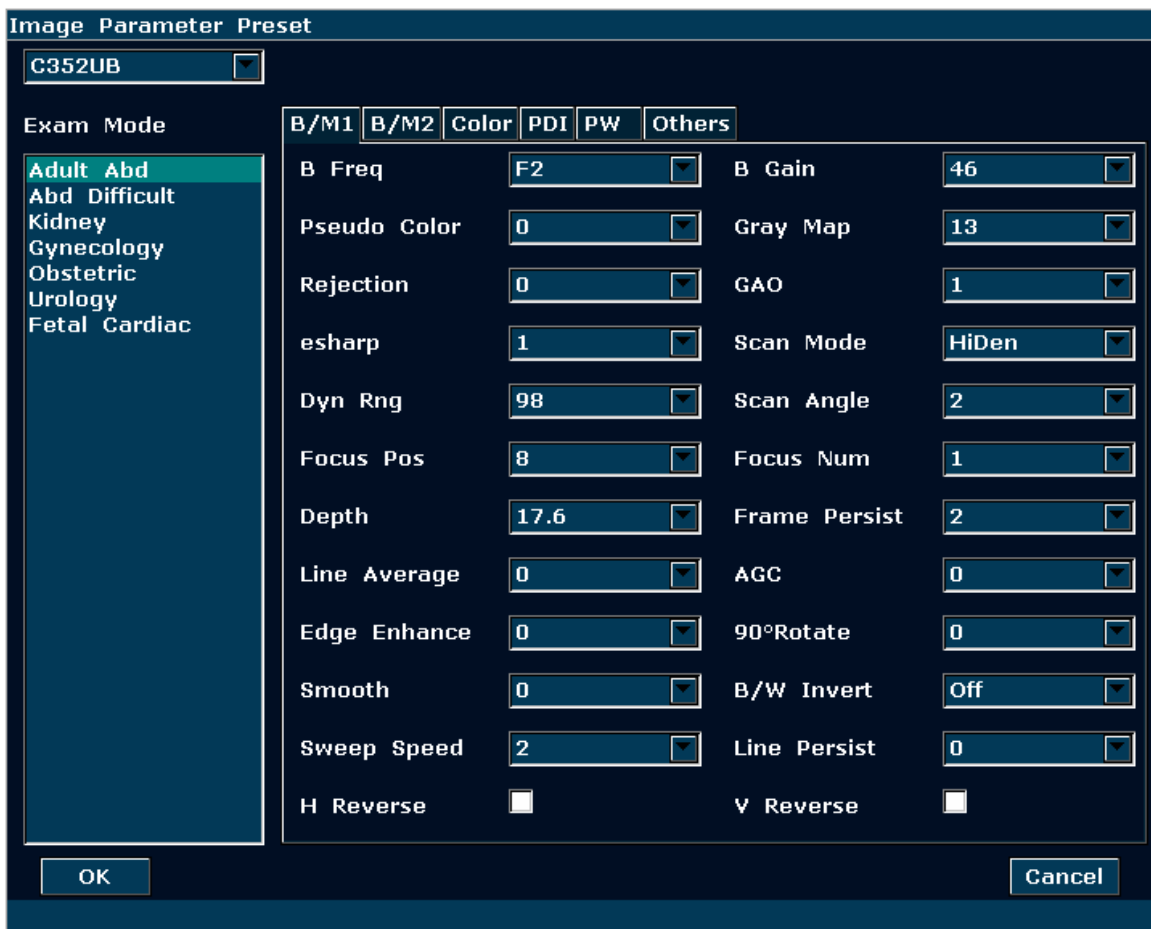 Image Parameter Preset
C352UB
Exam Mode
B/M1 B/M2 Color PDI PW Others
Adult Abd
Abd Difficult
Kidney
Gynecology
Obstetric
Urology
Fetal Cardiac
B Freq F2 B Gain 46
Pseudo Color 0 Gray Map 13
Rejection 0 GAO 1
esharp 1 Scan Mode HiDen
Dyn Rng 98 Scan Angle 2
Focus Pos 8 Focus Num 1
Depth 17.6 Frame Persist 2
Line Average 0 AGC 0
Edge Enhance 0 90°Rotate 0
Smooth 0 B/W Invert Off
Sweep Speed 2 Line Persist 0
H Reverse V Reverse
OK Cancel